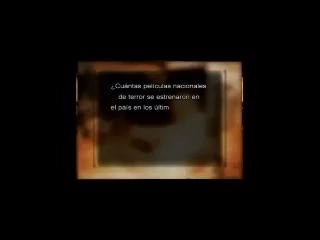 ¿Cuántas películas nacionales
de terror se estrenaron en
el país en los últim